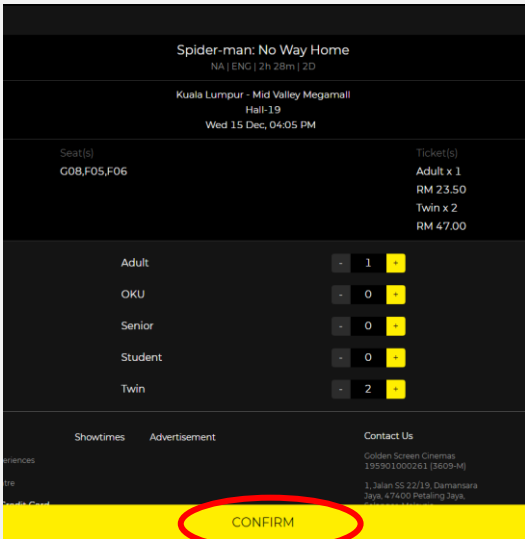 Spider-man: No Way Home
NA | ENG | 2h 28m | 2D
Kuala Lumpur - Mid Valley Megamall
Hall-19
Wed 15 Dec, 04:05 PM
Seat(s) Ticket(s)
G08,F05,F06 Adult x 1
RM 23.50
Twin x 2
RM 47.00
Adult - 1 +
OKU - 0 +
Senior - 0 +
Student - 0 +
Twin - 2 +
Showtimes Advertisement Contact Us
Golden Screen Cinemas
195901000261 (3609-M)
1, Jalan SS 22/19, Damansara
Jaya, 47400 Petaling Jaya,
CONFIRM